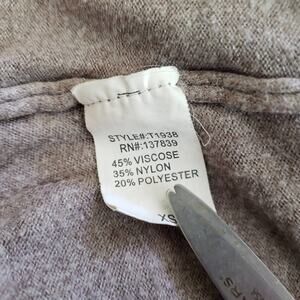 STYLE#:T1938
RN#:137839
45% VISCOSE
35% NYLON
20% POLYESTER
XS